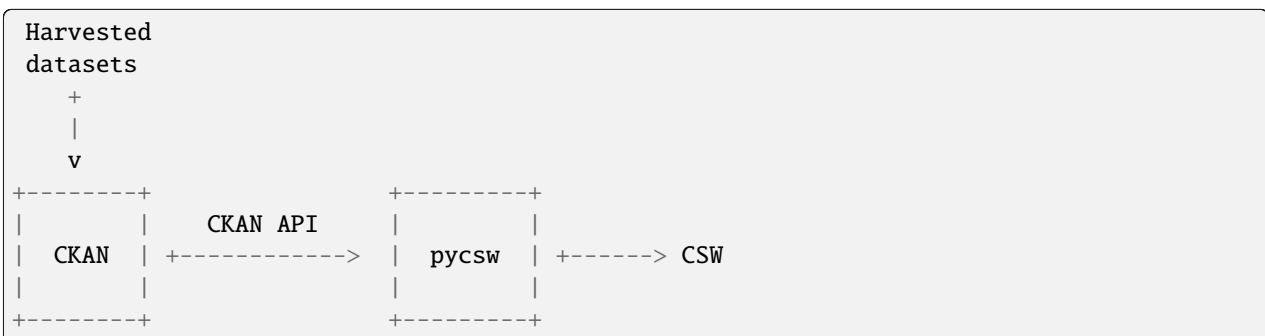 Harvested
datasets
   +
   |
   v
+--------+                +----------+
|        |    CKAN API    |          |
|  CKAN  | +------------> |  pycsw   | +------> CSW
|        |                |          |
+--------+                +----------+